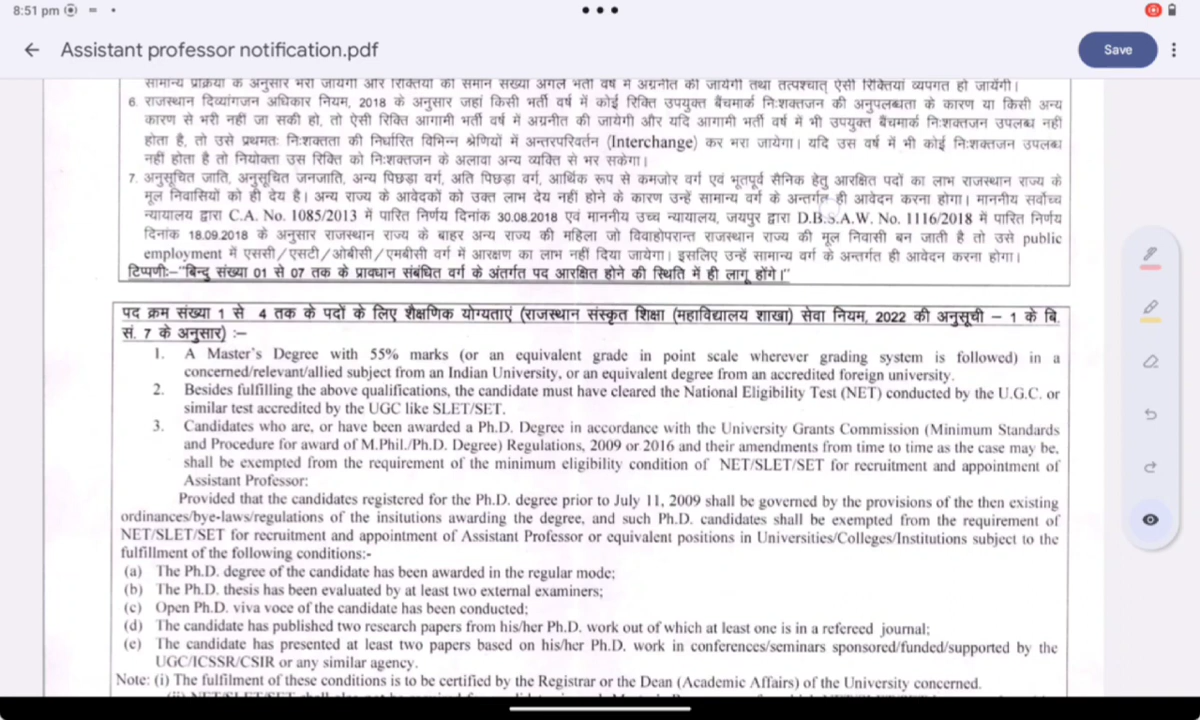 8:51 pm
Assistant professor notification.pdf
Save
सामान्य प्रक्रिया के अनुसार भरा जायेगा और रिक्तियों की समान संख्या अगले भर्ती वर्ष में अग्रनीत की जायेगी तथा तत्पश्चात् ऐसी रिक्तियां व्यपगत हो जायेंगी।
6. राजस्थान दिव्यांगजन अधिकार नियम, 2018 के अनुसार जहां किसी भर्ती वर्ष में कोई रिक्ति उपयुक्त बैंचमार्क निःशक्तजन की अनुपलब्धता के कारण या किसी अन्य
कारण से भरी नहीं जा सकी हो, तो ऐसी रिक्ति आगामी भर्ती वर्ष में अग्रनीत की जायेगी और यदि आगामी भर्ती वर्ष में भी उपयुक्त बैंचमार्क निःशक्तजन उपलब्ध नहीं
होता है, तो उसे प्रथमतः निःशक्तता की निर्धारित विभिन्न श्रेणियों में अन्तरपरिवर्तन (Interchange) कर भरा जायेगा। यदि उस वर्ष में भी कोई निःशक्तजन उपलब्ध
नहीं होता है तो नियोक्ता उस रिक्ति को निःशक्तजन के अलावा अन्य व्यक्ति से भर सकेगा।
7. अनुसूचित जाति, अनुसूचित जनजाति, अन्य पिछड़ा वर्ग, अति पिछड़ा वर्ग, आर्थिक रूप से कमजोर वर्ग एवं भूतपूर्व सैनिक हेतु आरक्षित पदों का लाभ राजस्थान राज्य के
मूल निवासियों को ही देय है। अन्य राज्य के आवेदकों को उक्त लाभ देय नहीं होने के कारण उन्हें सामान्य वर्ग के अन्तर्गत ही आवेदन करना होगा। माननीय सर्वोच्च
न्यायालय द्वारा C.A. No. 1085/2013 में पारित निर्णय दिनांक 30.08.2018 एवं माननीय उच्च न्यायालय, जयपुर द्वारा D.B.S.A.W. No. 1116/2018 में पारित निर्णय
दिनांक 18.09.2018 के अनुसार राजस्थान राज्य के बाहर अन्य राज्य की महिला जो विवाहोपरान्त राजस्थान राज्य की मूल निवासी बन जाती है तो उसे public
employment में एससी/एसटी/ओबीसी/एमबीसी वर्ग में आरक्षण का लाभ नहीं दिया जायेगा। इसलिए उन्हें सामान्य वर्ग के अन्तर्गत ही आवेदन करना होगा।
टिप्पणीः–"बिन्दु संख्या 01 से 07 तक के प्रावधान संबंधित वर्ग के अंतर्गत पद आरक्षित होने की स्थिति में ही लागू होंगे।"
पद क्रम संख्या 1 से 4 तक के पदों के लिए शैक्षणिक योग्यताएं (राजस्थान संस्कृत शिक्षा (महाविद्यालय शाखा) सेवा नियम, 2022 की अनुसूची – 1 के बि.
सं. 7 के अनुसार) :–
1. A Master's Degree with 55% marks (or an equivalent grade in point scale wherever grading system is followed) in a
concerned/relevant/allied subject from an Indian University, or an equivalent degree from an accredited foreign university.
2. Besides fulfilling the above qualifications, the candidate must have cleared the National Eligibility Test (NET) conducted by the U.G.C. or
similar test accredited by the UGC like SLET/SET.
3. Candidates who are, or have been awarded a Ph.D. Degree in accordance with the University Grants Commission (Minimum Standards
and Procedure for award of M.Phil./Ph.D. Degree) Regulations, 2009 or 2016 and their amendments from time to time as the case may be,
shall be exempted from the requirement of the minimum eligibility condition of NET/SLET/SET for recruitment and appointment of
Assistant Professor:
Provided that the candidates registered for the Ph.D. degree prior to July 11, 2009 shall be governed by the provisions of the then existing
ordinances/bye-laws/regulations of the insitutions awarding the degree, and such Ph.D. candidates shall be exempted from the requirement of
NET/SLET/SET for recruitment and appointment of Assistant Professor or equivalent positions in Universities/Colleges/Institutions subject to the
fulfillment of the following conditions:-
(a) The Ph.D. degree of the candidate has been awarded in the regular mode;
(b) The Ph.D. thesis has been evaluated by at least two external examiners;
(c) Open Ph.D. viva voce of the candidate has been conducted;
(d) The candidate has published two research papers from his/her Ph.D. work out of which at least one is in a refereed journal;
(e) The candidate has presented at least two papers based on his/her Ph.D. work in conferences/seminars sponsored/funded/supported by the
UGC/ICSSR/CSIR or any similar agency.
Note: (i) The fulfilment of these conditions is to be certified by the Registrar or the Dean (Academic Affairs) of the University concerned.